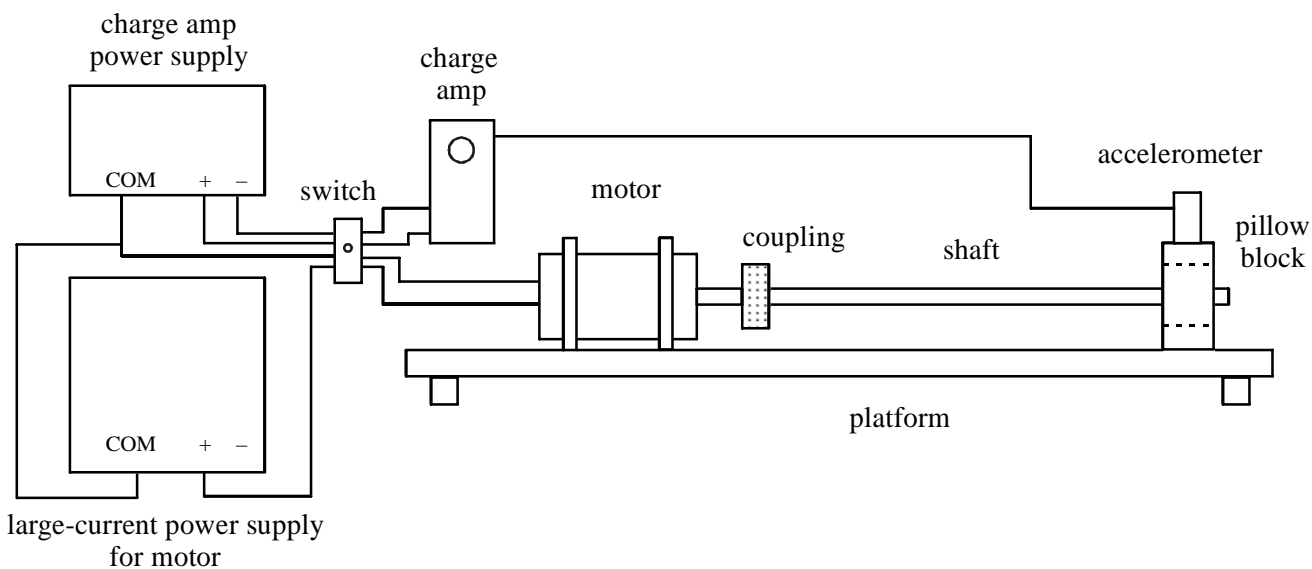 charge amp
power supply
charge
amp
COM + –
switch
motor
accelerometer
coupling
shaft
pillow
block
COM + –
platform
large-current power supply
for motor